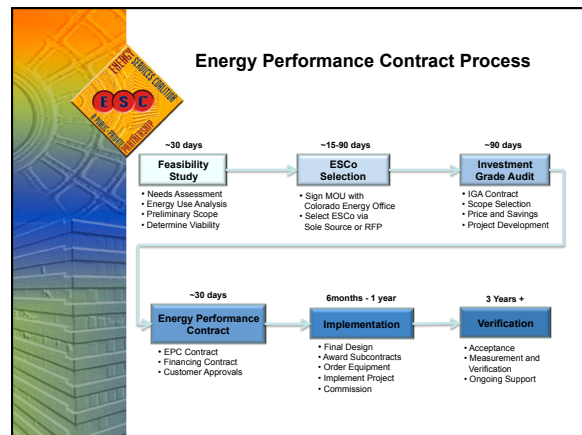 Energy Performance Contract Process
ENERGY
SERVICES COALITION
E S C
A PUBLIC - PRIVATE
PARTNERSHIP
~30 days
~15-90 days
~90 days
Feasibility
Study
ESCo
Selection
Investment
Grade Audit
• Needs Assessment
• Energy Use Analysis
• Preliminary Scope
• Determine Viability
• Sign MOU with
Colorado Energy Office
• Select ESCo via
Sole Source or RFP
• IGA Contract
• Scope Selection
• Price and Savings
• Project Development
~30 days
6months - 1 year
3 Years +
Energy Performance
Contract
Implementation
Verification
• EPC Contract
• Financing Contract
• Customer Approvals
• Final Design
• Award Subcontracts
• Order Equipment
• Implement Project
• Commission
• Acceptance
• Measurement and
Verification
• Ongoing Support